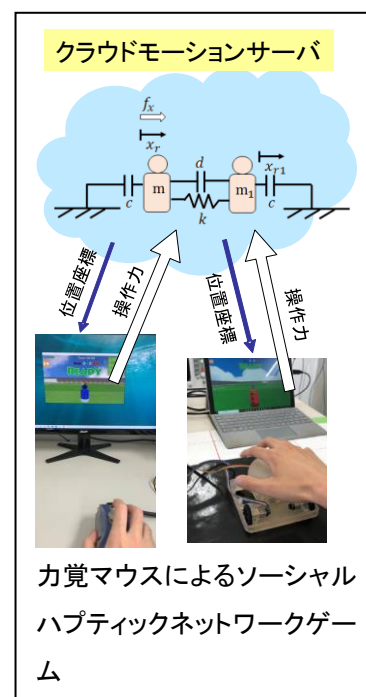 クラウドモーションサーバ
f_x
x_r
d
x_{r1}
m
m_1
c
k
c
位置座標
操作力
位置座標
操作力
READY
力覚マウスによるソーシャル
ハプティックネットワークゲー
ム